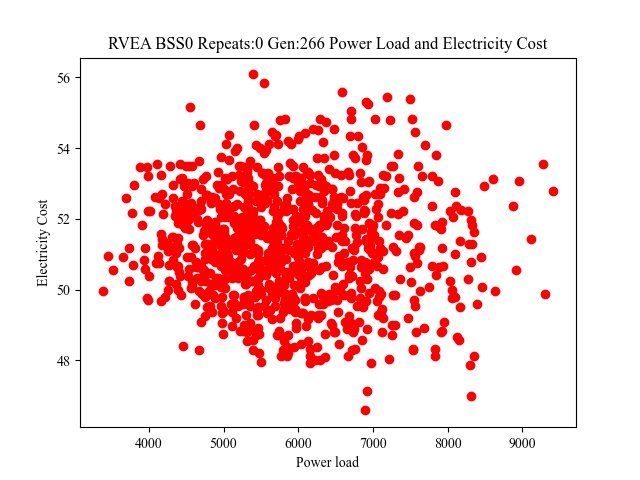 RVEA BSS0 Repeats:0 Gen:266 Power Load and Electricity Cost
56
54
52
50
48
Electricity Cost
4000 5000 6000 7000 8000 9000
Power load